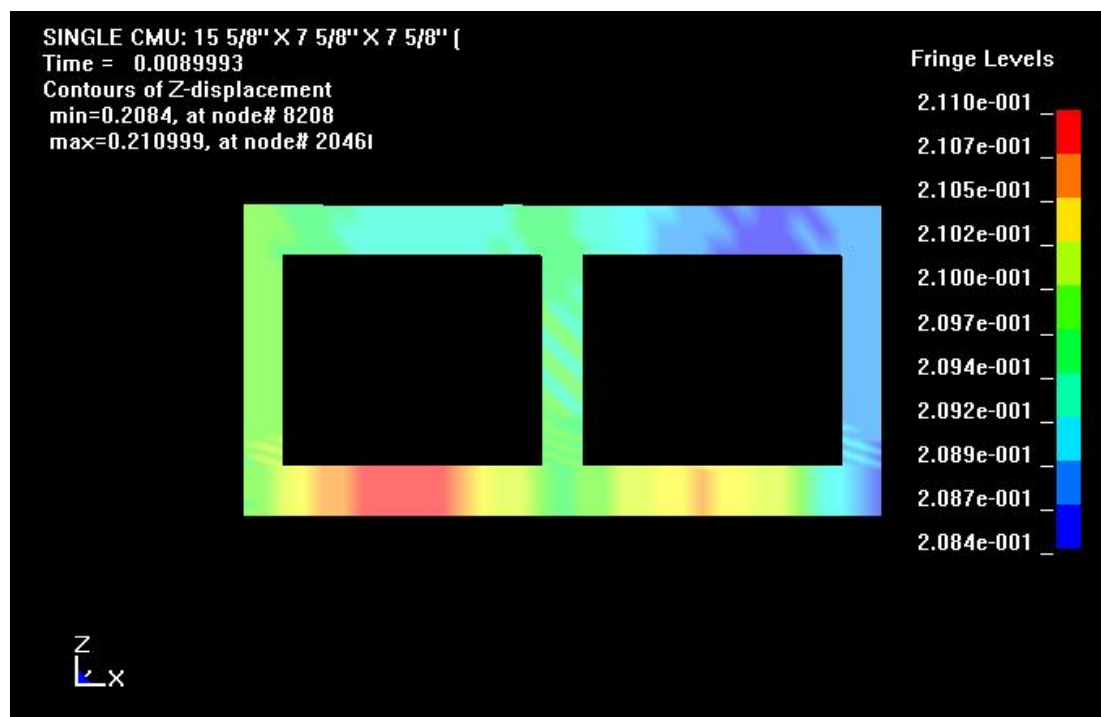 SINGLE CMU: 15 5/8" X 7 5/8" X 7 5/8" (
Time = 0.0089993
Contours of Z-displacement
min=0.2084, at node# 8208
max=0.210999, at node# 20461
Fringe Levels
2.110e-001
2.107e-001
2.105e-001
2.102e-001
2.100e-001
2.097e-001
2.094e-001
2.092e-001
2.089e-001
2.087e-001
2.084e-001
Z
X